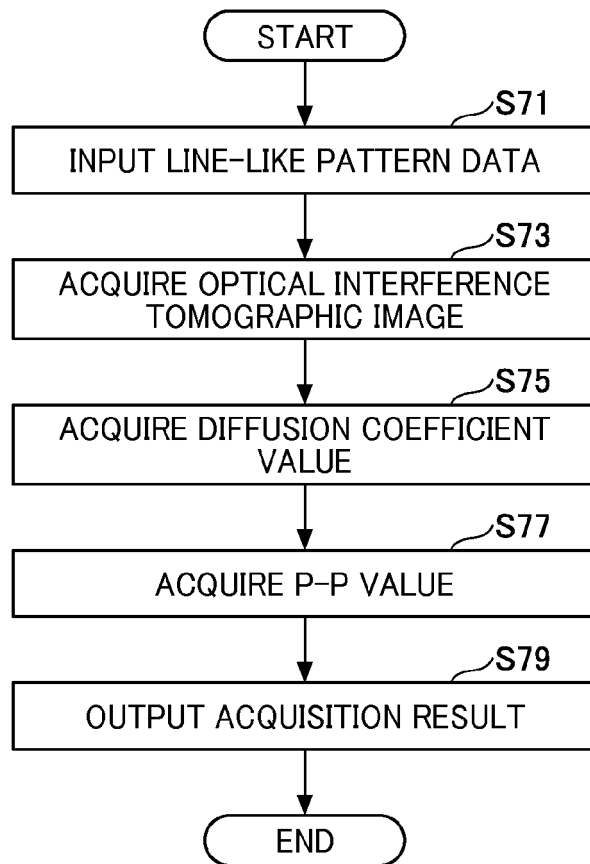 START
S71
INPUT LINE-LIKE PATTERN DATA
S73
ACQUIRE OPTICAL INTERFERENCE
TOMOGRAPHIC IMAGE
S75
ACQUIRE DIFFUSION COEFFICIENT
VALUE
S77
ACQUIRE P-P VALUE
S79
OUTPUT ACQUISITION RESULT
END